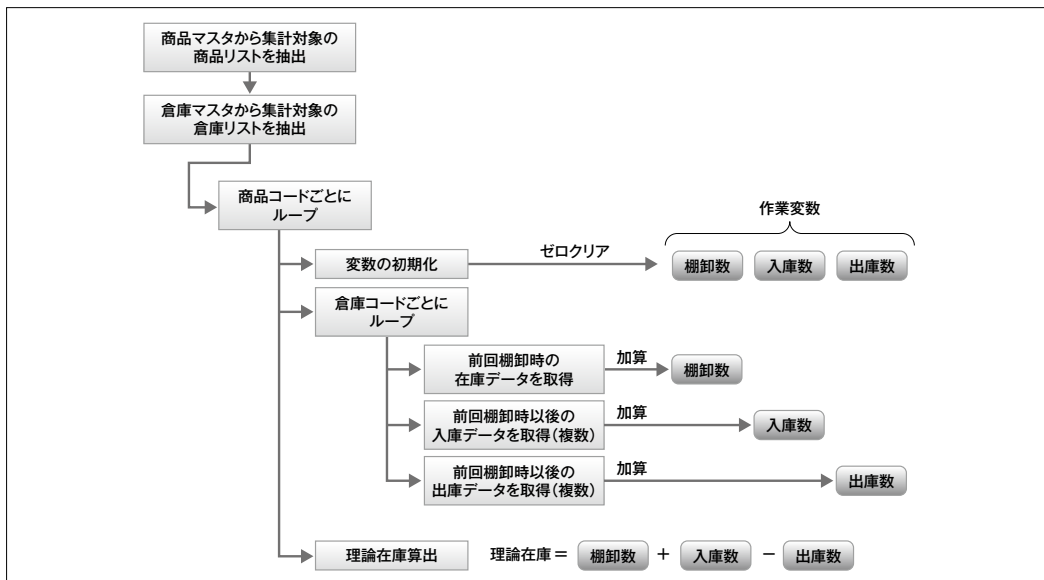 商品マスタから集計対象の
商品リストを抽出
倉庫マスタから集計対象の
倉庫リストを抽出
商品コードごとに
ループ
作業変数
変数の初期化
ゼロクリア
棚卸数
入庫数
出庫数
倉庫コードごとに
ループ
前回棚卸時の
在庫データを取得
加算
棚卸数
前回棚卸時以後の
入庫データを取得(複数)
加算
入庫数
前回棚卸時以後の
出庫データを取得(複数)
加算
出庫数
理論在庫算出
理論在庫＝ 棚卸数 ＋ 入庫数 － 出庫数